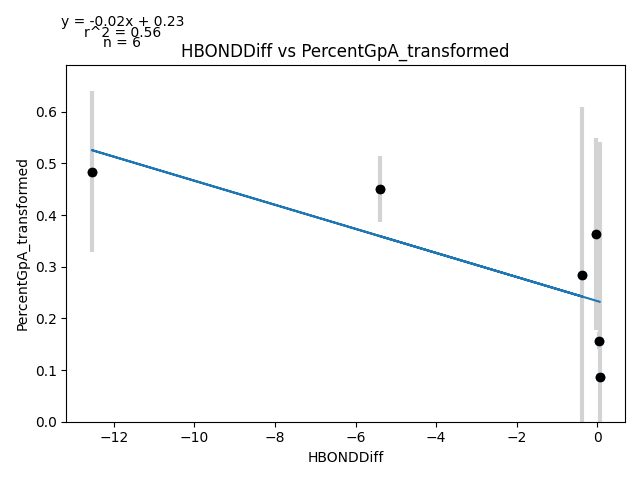 y = -0.02x + 0.23
r^2 = 0.56
n = 6
HBONDDiff vs PercentGpA_transformed
PercentGpA_transformed
0.6
0.5
0.4
0.3
0.2
0.1
0.0
−12
−10
−8
−6
−4
−2
0
HBONDDiff